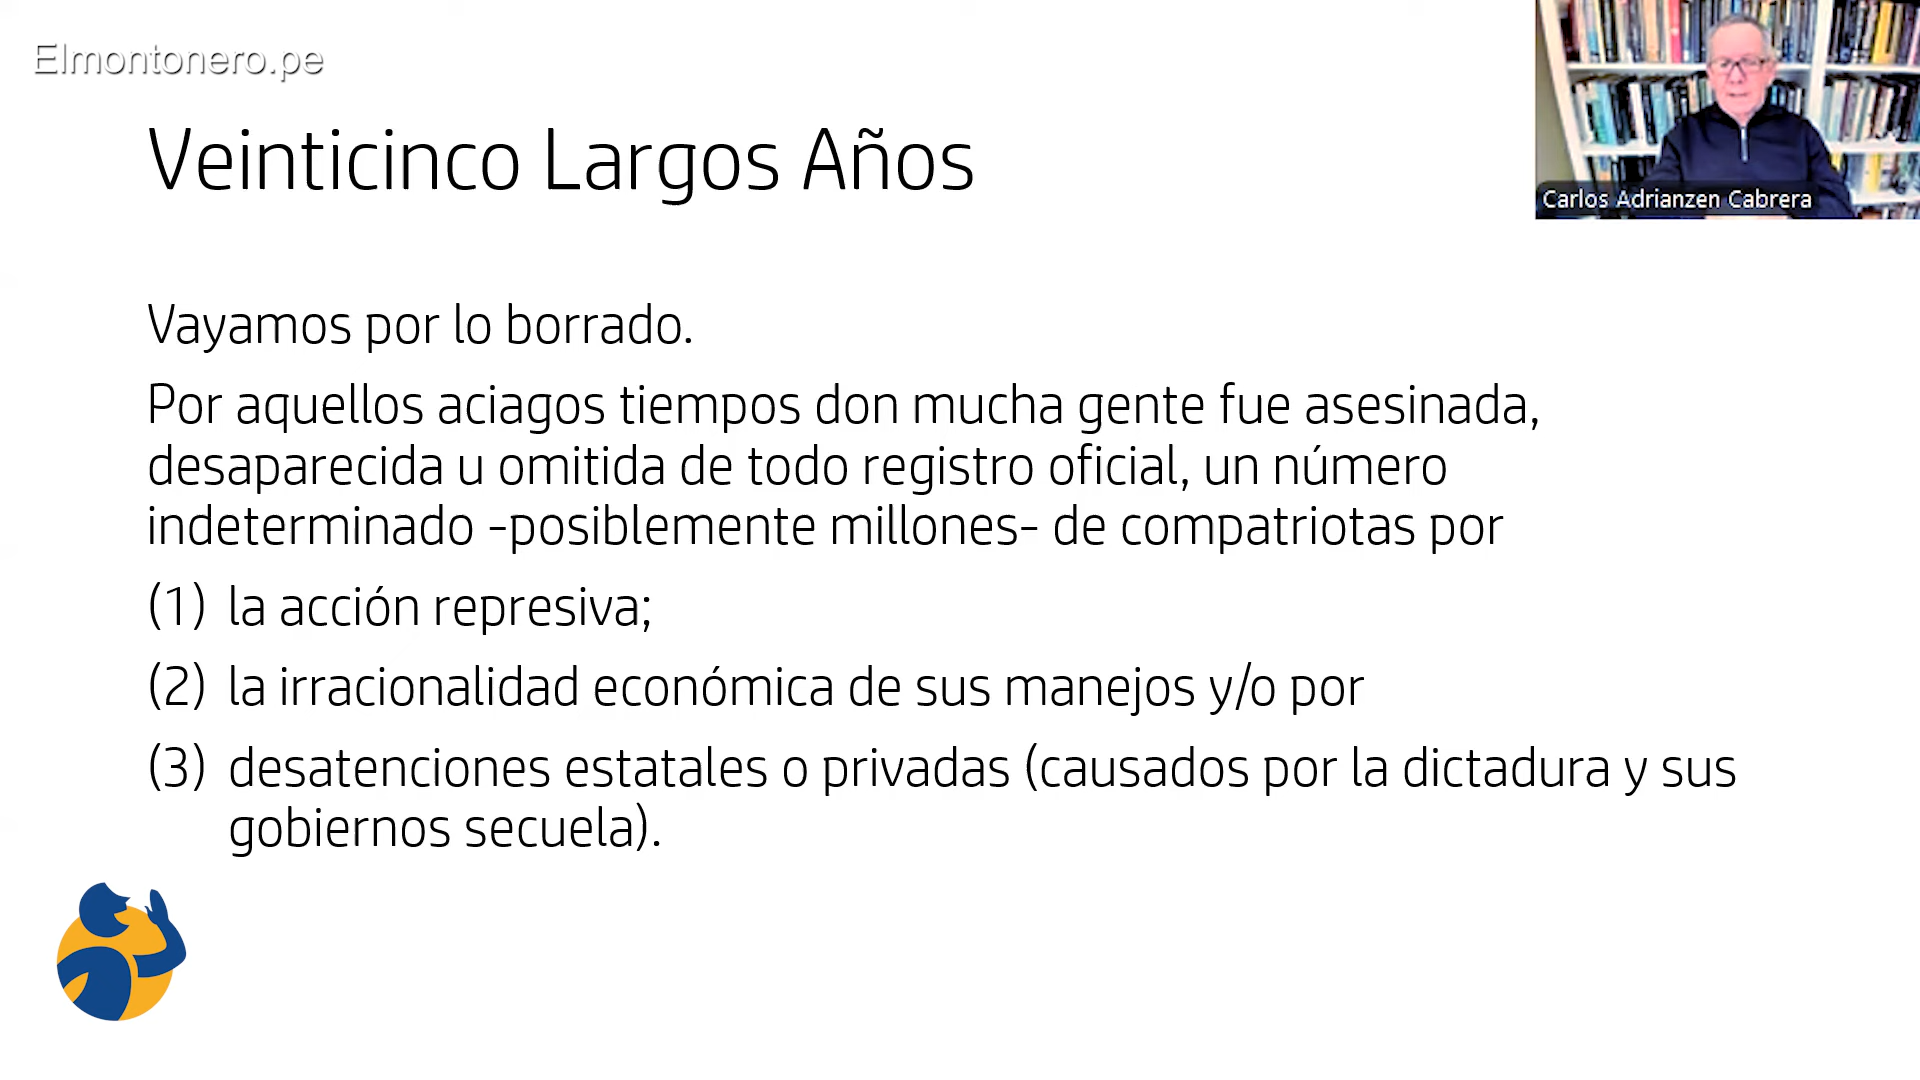 Elmontonero.pe
Carlos Adrianzen Cabrera
Veinticinco Largos Años
Vayamos por lo borrado.
Por aquellos aciagos tiempos don mucha gente fue asesinada,
desaparecida u omitida de todo registro oficial, un número
indeterminado -posiblemente millones- de compatriotas por
(1) la acción represiva;
(2) la irracionalidad económica de sus manejos y/o por
(3) desatenciones estatales o privadas (causados por la dictadura y sus
gobiernos secuela).